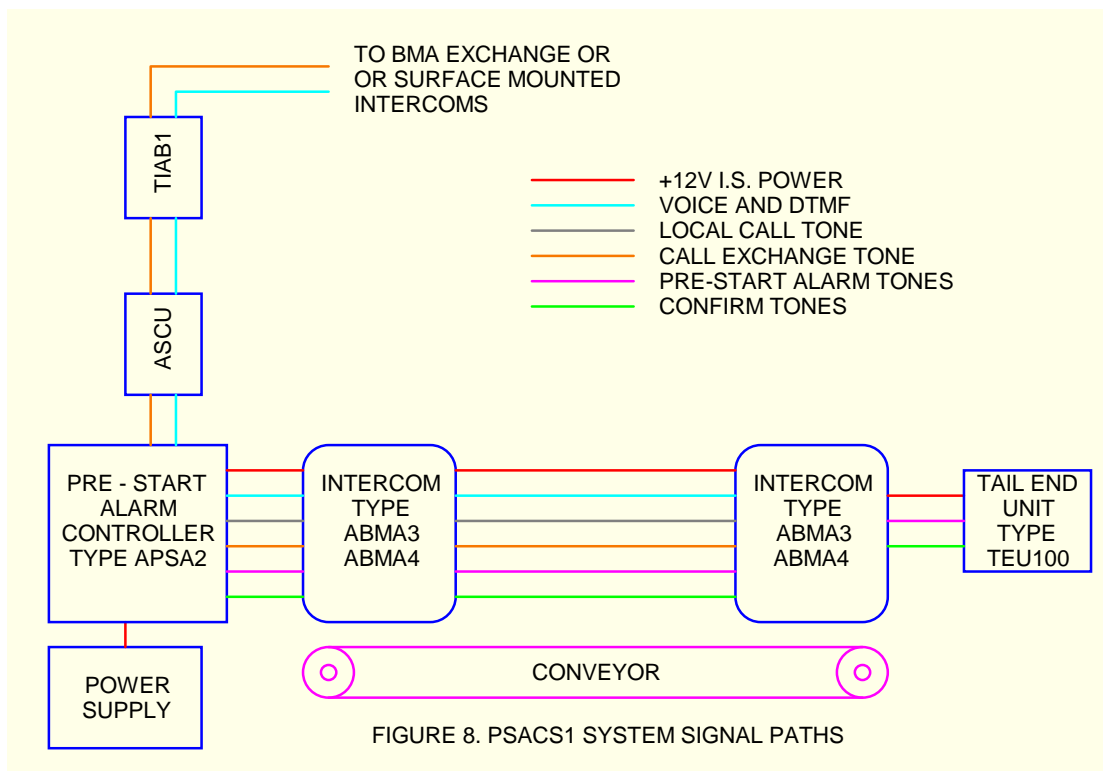 TO BMA EXCHANGE OR
OR SURFACE MOUNTED
INTERCOMS
TIAB1
+12V I.S. POWER
VOICE AND DTMF
LOCAL CALL TONE
CALL EXCHANGE TONE
PRE-START ALARM TONES
CONFIRM TONES
ASCU
PRE - START
ALARM
CONTROLLER
TYPE APSA2
INTERCOM
TYPE
ABMA3
ABMA4
INTERCOM
TYPE
ABMA3
ABMA4
TAIL END
UNIT
TYPE
TEU100
POWER
SUPPLY
CONVEYOR
FIGURE 8. PSACS1 SYSTEM SIGNAL PATHS